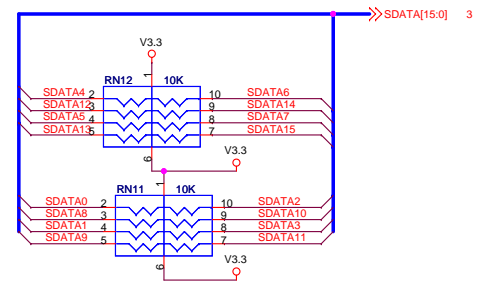 SDATA[15:0] 3
V3.3
1
RN12 10K
SDATA4 2 10 SDATA6
SDATA12 3 9 SDATA14
SDATA5 4 8 SDATA7
SDATA13 5 7 SDATA15
6
V3.3
1
RN11 10K
SDATA0 2 10 SDATA2
SDATA8 3 9 SDATA10
SDATA1 4 8 SDATA3
SDATA9 5 7 SDATA11
6
V3.3